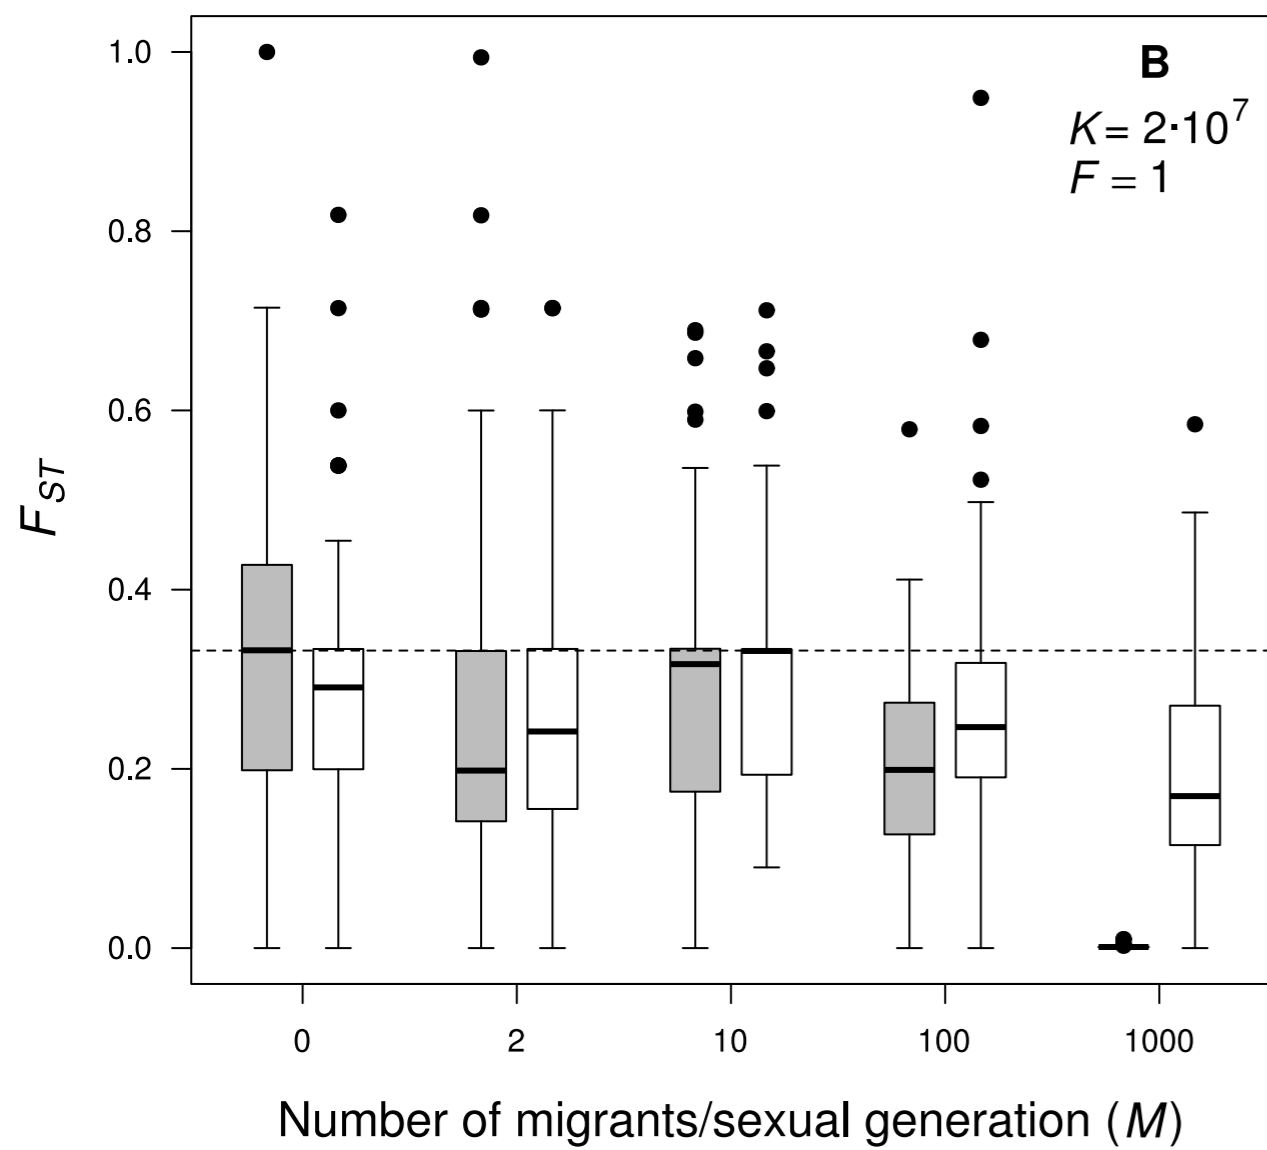 B
K = 2·10^7
F = 1
1.0
0.8
0.6
0.4
0.2
0.0
F_ST
0 2 10 100 1000
Number of migrants/sexual generation (M)